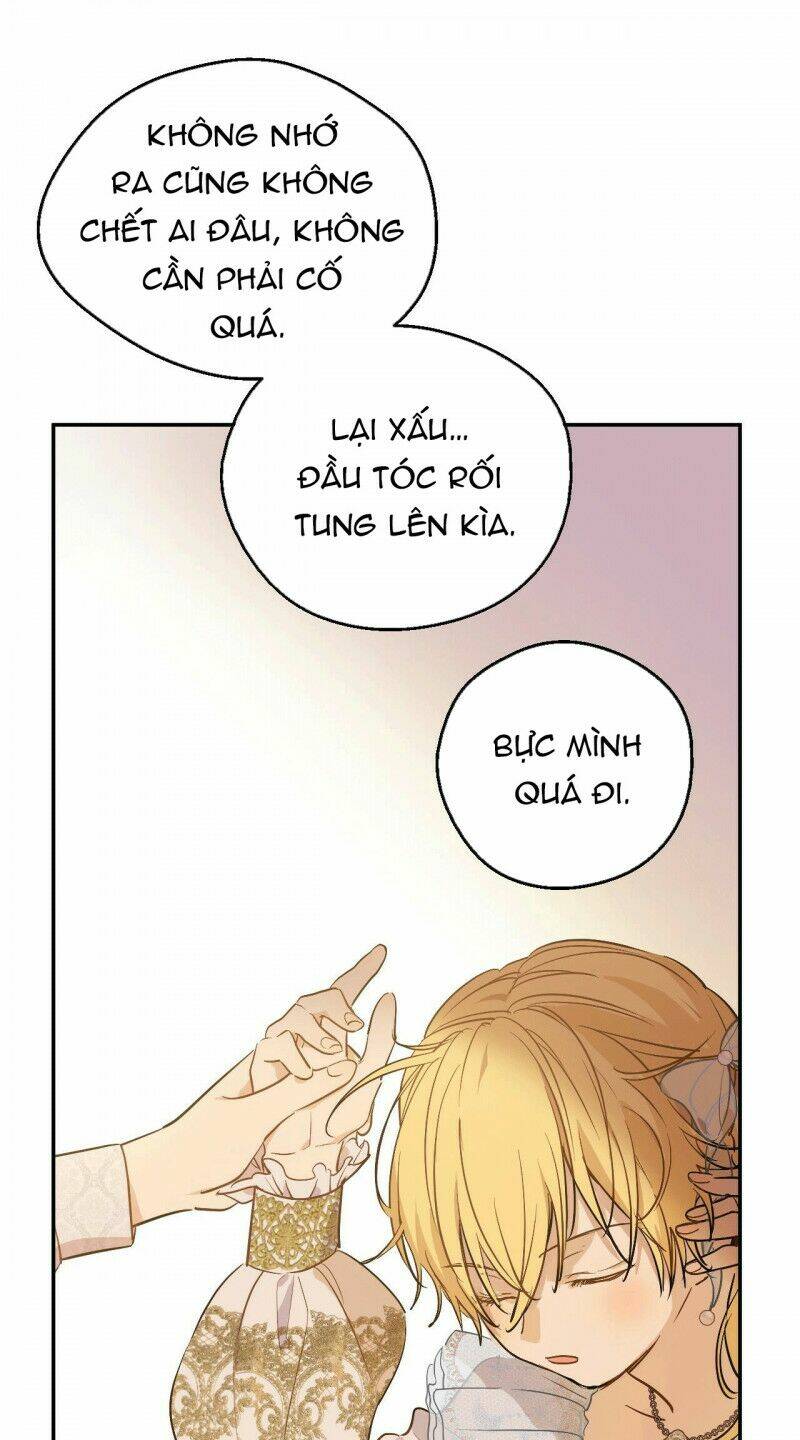 KHÔNG NHỚ
RA CŨNG KHÔNG
CHẾT AI ĐÂU, KHÔNG
CẦN PHẢI CỐ
QUÁ.
LẠI XẤU...
ĐẦU TÓC RỐI
TUNG LÊN KÌA.
BỰC MÌNH
QUÁ ĐI.